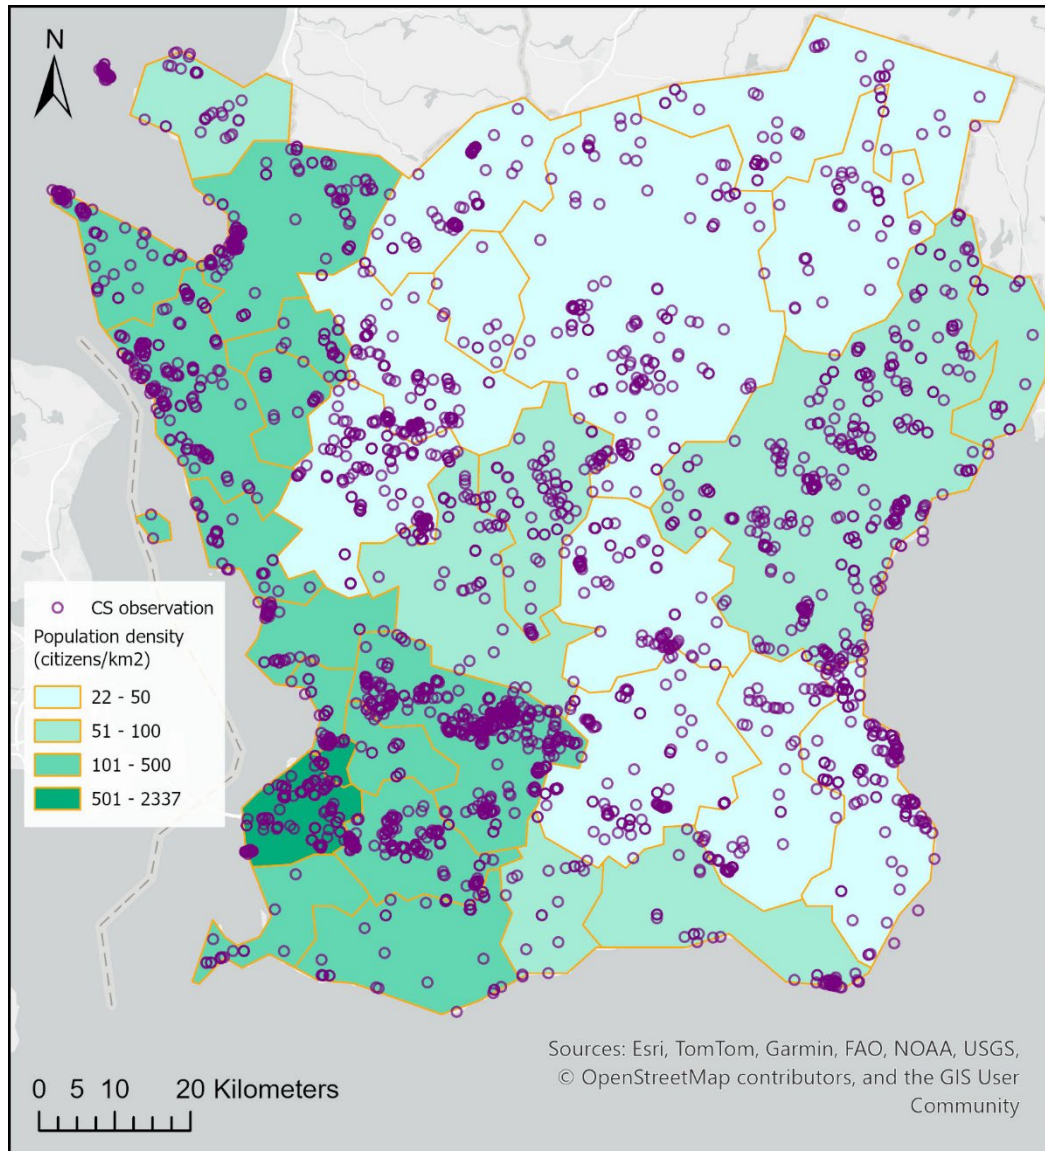 N
CS observation
Population density
(citizens/km2)
22 - 50
51 - 100
101 - 500
501 - 2337
0 5 10 20 Kilometers
Sources: Esri, TomTom, Garmin, FAO, NOAA, USGS,
© OpenStreetMap contributors, and the GIS User
Community